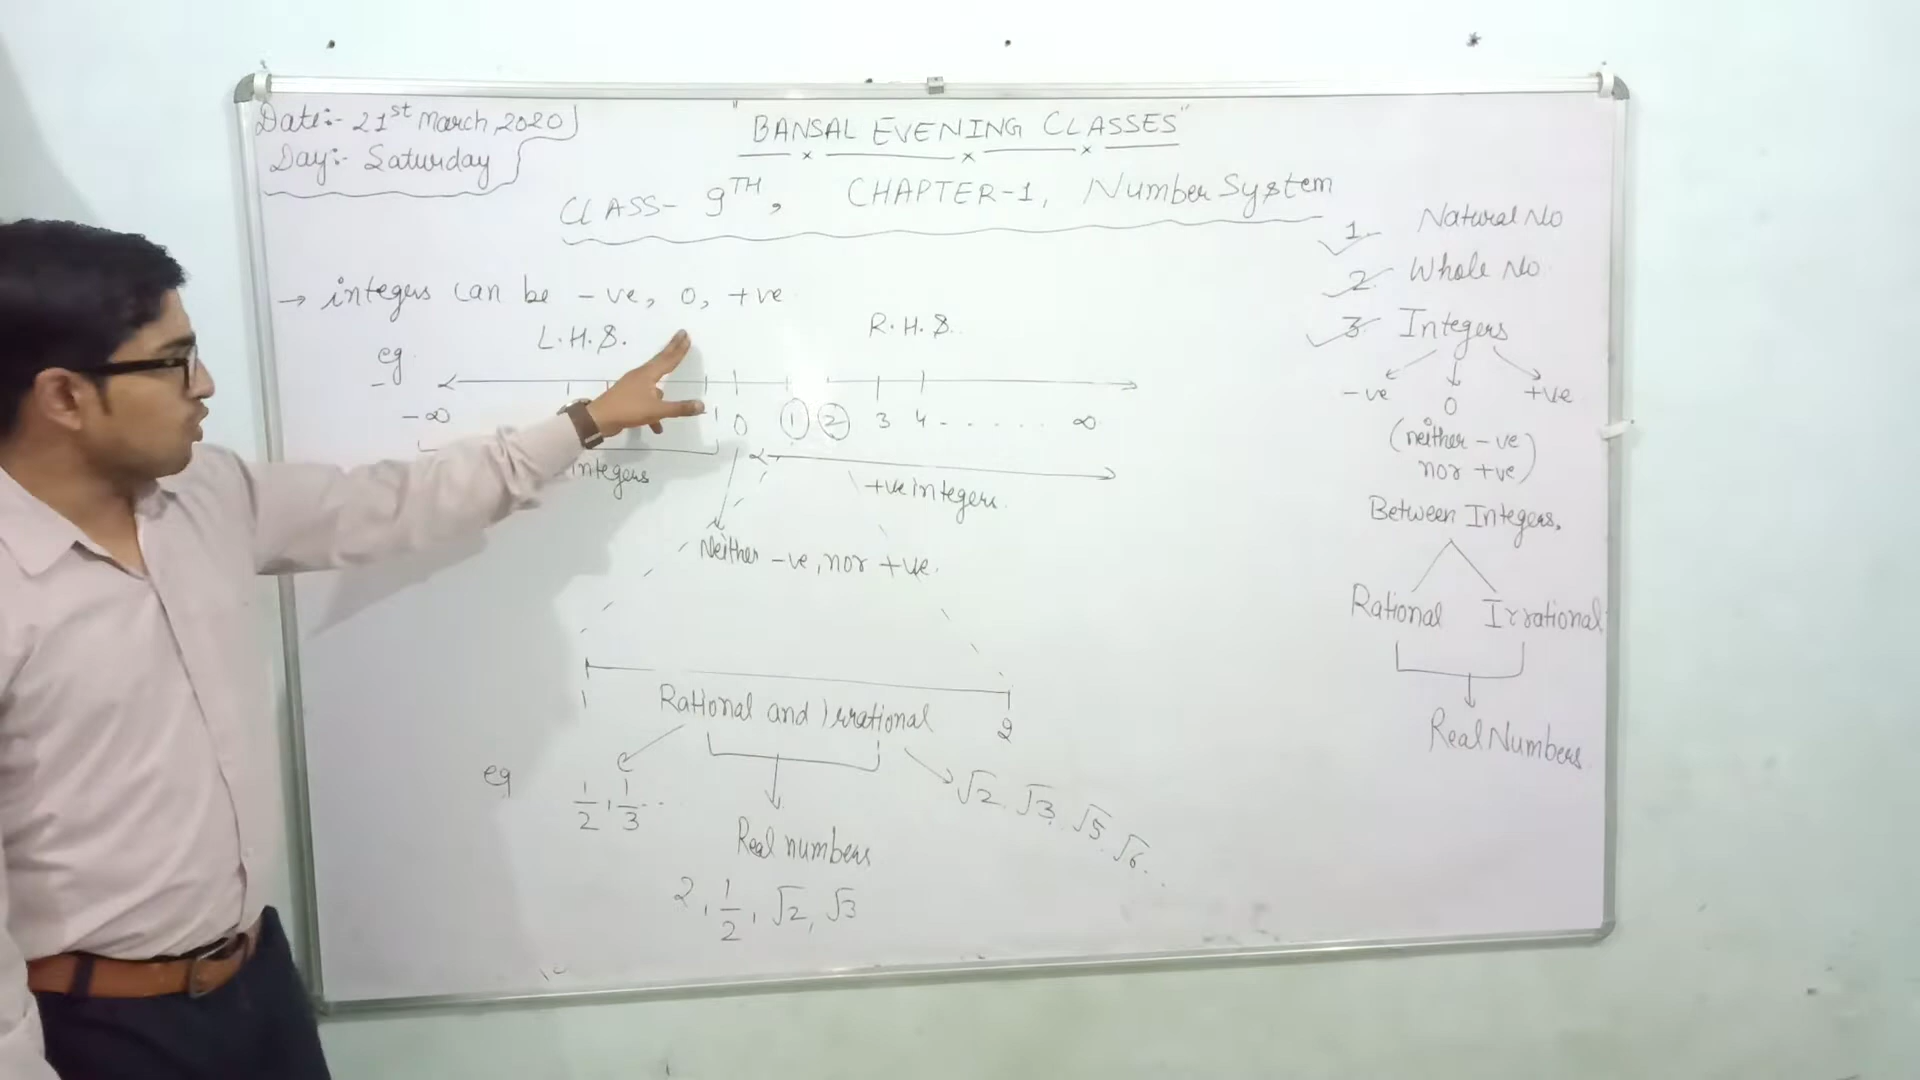 Date:- 21st March, 2020
Day:- Saturday
"BANSAL EVENING CLASSES"
CLASS- 9TH, CHAPTER-1, Number System
→ integers can be -ve, 0, +ve
L.H.S.
R.H.S.
eg
-∞ 1 0 1 2 3 4 - . . . . . ∞
integers
+ve integers.
Neither -ve, nor +ve.
1 2
Rational and Irrational
eg
1/2, 1/3 ...
√2, √3, √5, √6. ..
Real numbers
2, 1/2, √2, √3
1. Natural No
2. Whole No
3. Integers
-ve 0 +ve
(neither -ve
nor +ve)
Between Integers,
Rational Irrational
Real Numbers